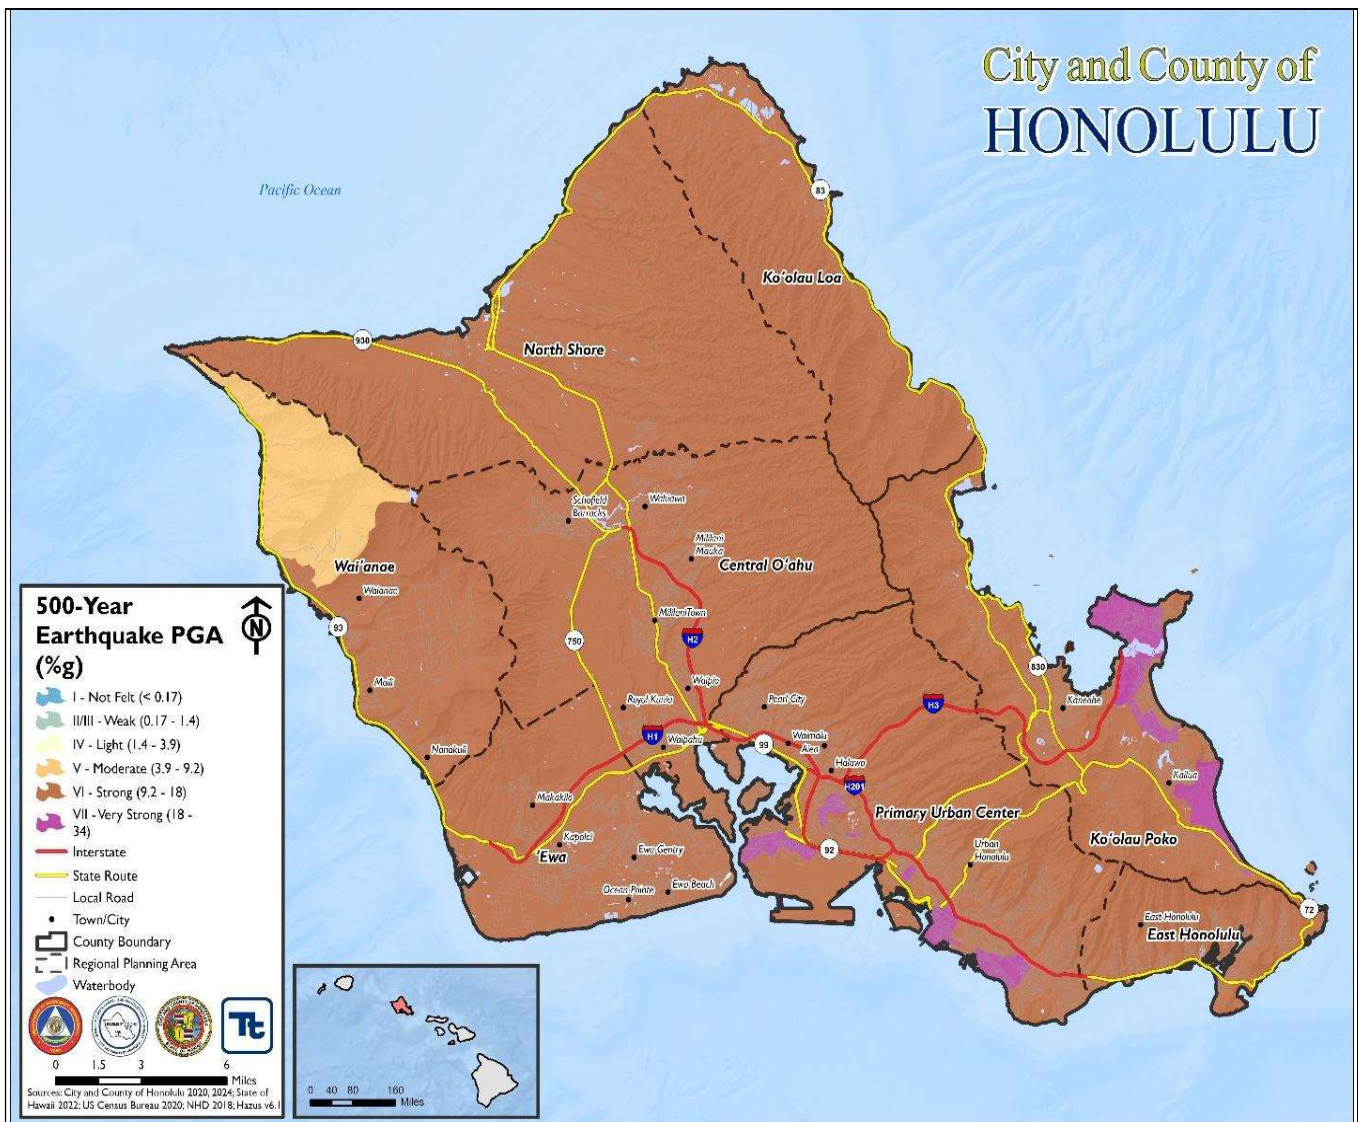 City and County of
HONOLULU
Pacific Ocean
83
Ko'olau Loa
930
North Shore
Schofield
Barracks
Wahiawa
Mililani
Mauka
Central O'ahu
Wai'anae
Waianae
93
750
Mililani Town
H2
830
Maili
Waipio
Royal Kunia
Pearl City
H3
Kaneohe
H1
Waipahu
99
Waimalu
Aiea
Nanakuli
Halawa
H201
Kailua
Makakilo
Primary Urban Center
Kapolei
'Ewa
Ewa Gentry
92
Urban
Honolulu
Ko'olau Poko
Ocean Pointe
Ewa Beach
72
East Honolulu
East Honolulu
500-Year
Earthquake PGA
(%g)
N
I - Not Felt (< 0.17)
II/III - Weak (0.17 - 1.4)
IV - Light (1.4 - 3.9)
V - Moderate (3.9 - 9.2)
VI - Strong (9.2 - 18)
VII - Very Strong (18 -
34)
Interstate
State Route
Local Road
Town/City
County Boundary
Regional Planning Area
Waterbody
Tt
0 1.5 3 6
Miles
Sources: City and County of Honolulu 2020, 2024; State of
Hawaii 2022; US Census Bureau 2020; NHD 2018; Hazus v6.1
0 40 80 160
Miles